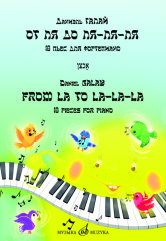 Даниэль Галай
ОТ ЛЯ ДО ЛЯ-ЛЯ-ЛЯ
10 ПЬЕС ДЛЯ ФОРТЕПИАНО
DANIEL GALAY
FROM LA TO LA-LA-LA
10 PIECES FOR PIANO
МУЗЫКА MUZYKA